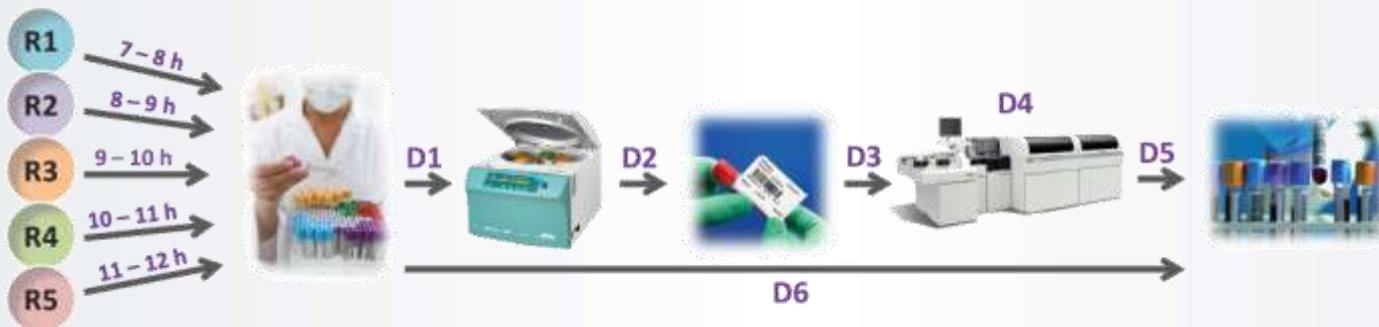 R1
7 – 8 h
R2
8 – 9 h
R3
9 – 10 h
R4
10 – 11 h
R5
11 – 12 h
D1
D2
D3
D4
D5
D6